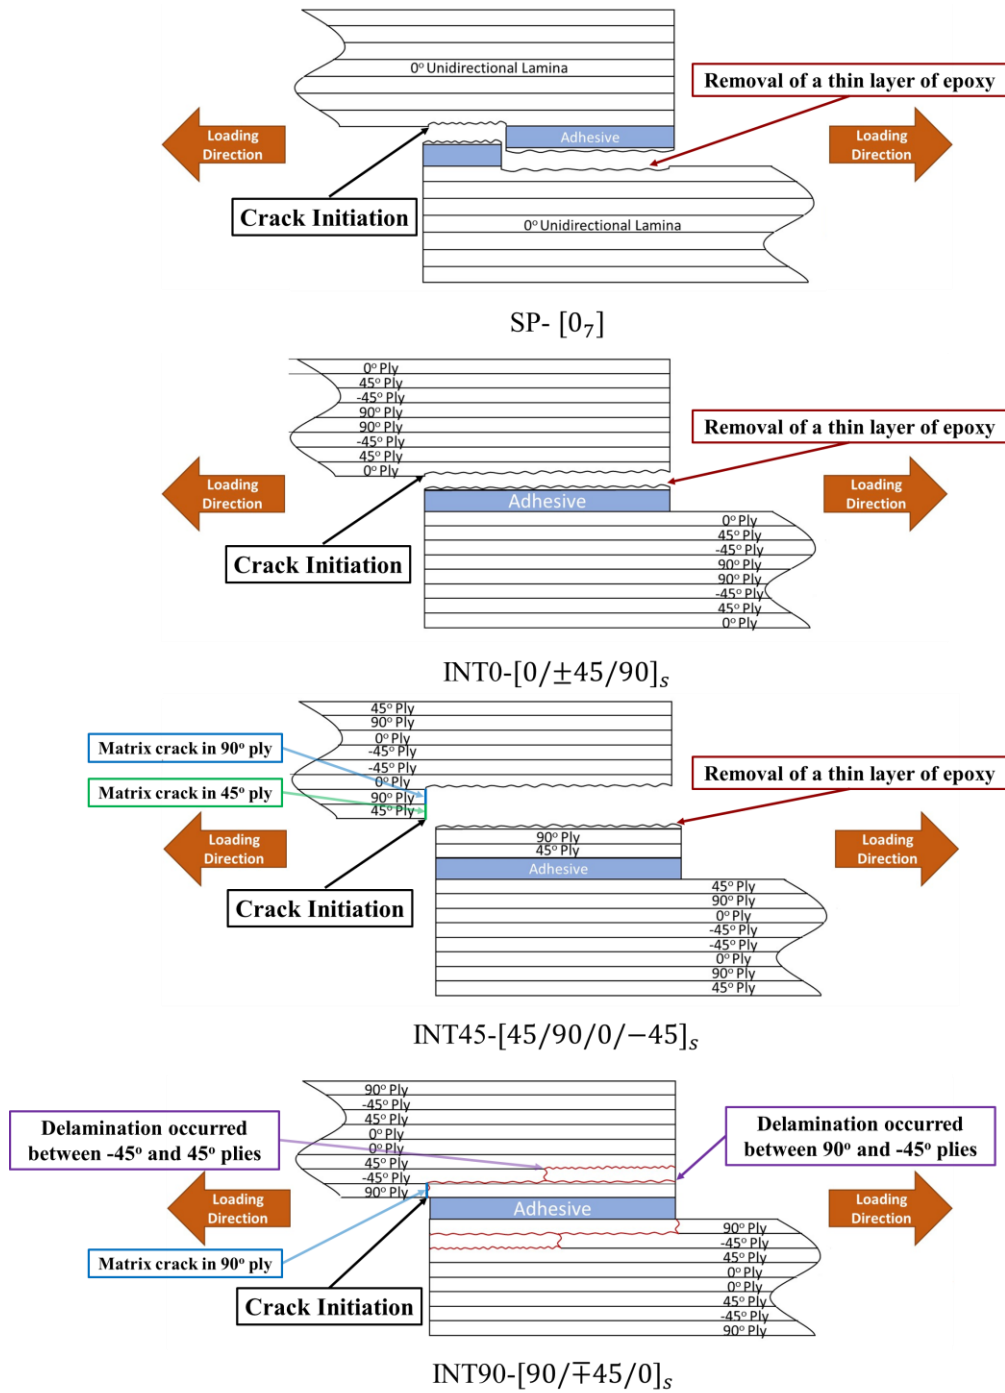 0° Unidirectional Lamina
Removal of a thin layer of epoxy
Loading
Direction
Adhesive
Loading
Direction
Crack Initiation
0° Unidirectional Lamina
SP- [0₇]
0° Ply
45° Ply
-45° Ply
90° Ply
90° Ply
-45° Ply
45° Ply
0° Ply
Removal of a thin layer of epoxy
Loading
Direction
Adhesive
Loading
Direction
Crack Initiation
0° Ply
45° Ply
-45° Ply
90° Ply
90° Ply
-45° Ply
45° Ply
0° Ply
INT0-[0/±45/90]ₛ
45° Ply
90° Ply
0° Ply
-45° Ply
-45° Ply
0° Ply
90° Ply
45° Ply
Matrix crack in 90° ply
Matrix crack in 45° ply
Removal of a thin layer of epoxy
Loading
Direction
90° Ply
45° Ply
Adhesive
Loading
Direction
Crack Initiation
45° Ply
90° Ply
0° Ply
-45° Ply
-45° Ply
0° Ply
90° Ply
45° Ply
INT45-[45/90/0/−45]ₛ
90° Ply
-45° Ply
45° Ply
0° Ply
0° Ply
45° Ply
-45° Ply
90° Ply
Delamination occurred
between -45° and 45° plies
Delamination occurred
between 90° and -45° plies
Loading
Direction
Adhesive
Loading
Direction
Matrix crack in 90° ply
Crack Initiation
90° Ply
-45° Ply
45° Ply
0° Ply
0° Ply
45° Ply
-45° Ply
90° Ply
INT90-[90/∓45/0]ₛ